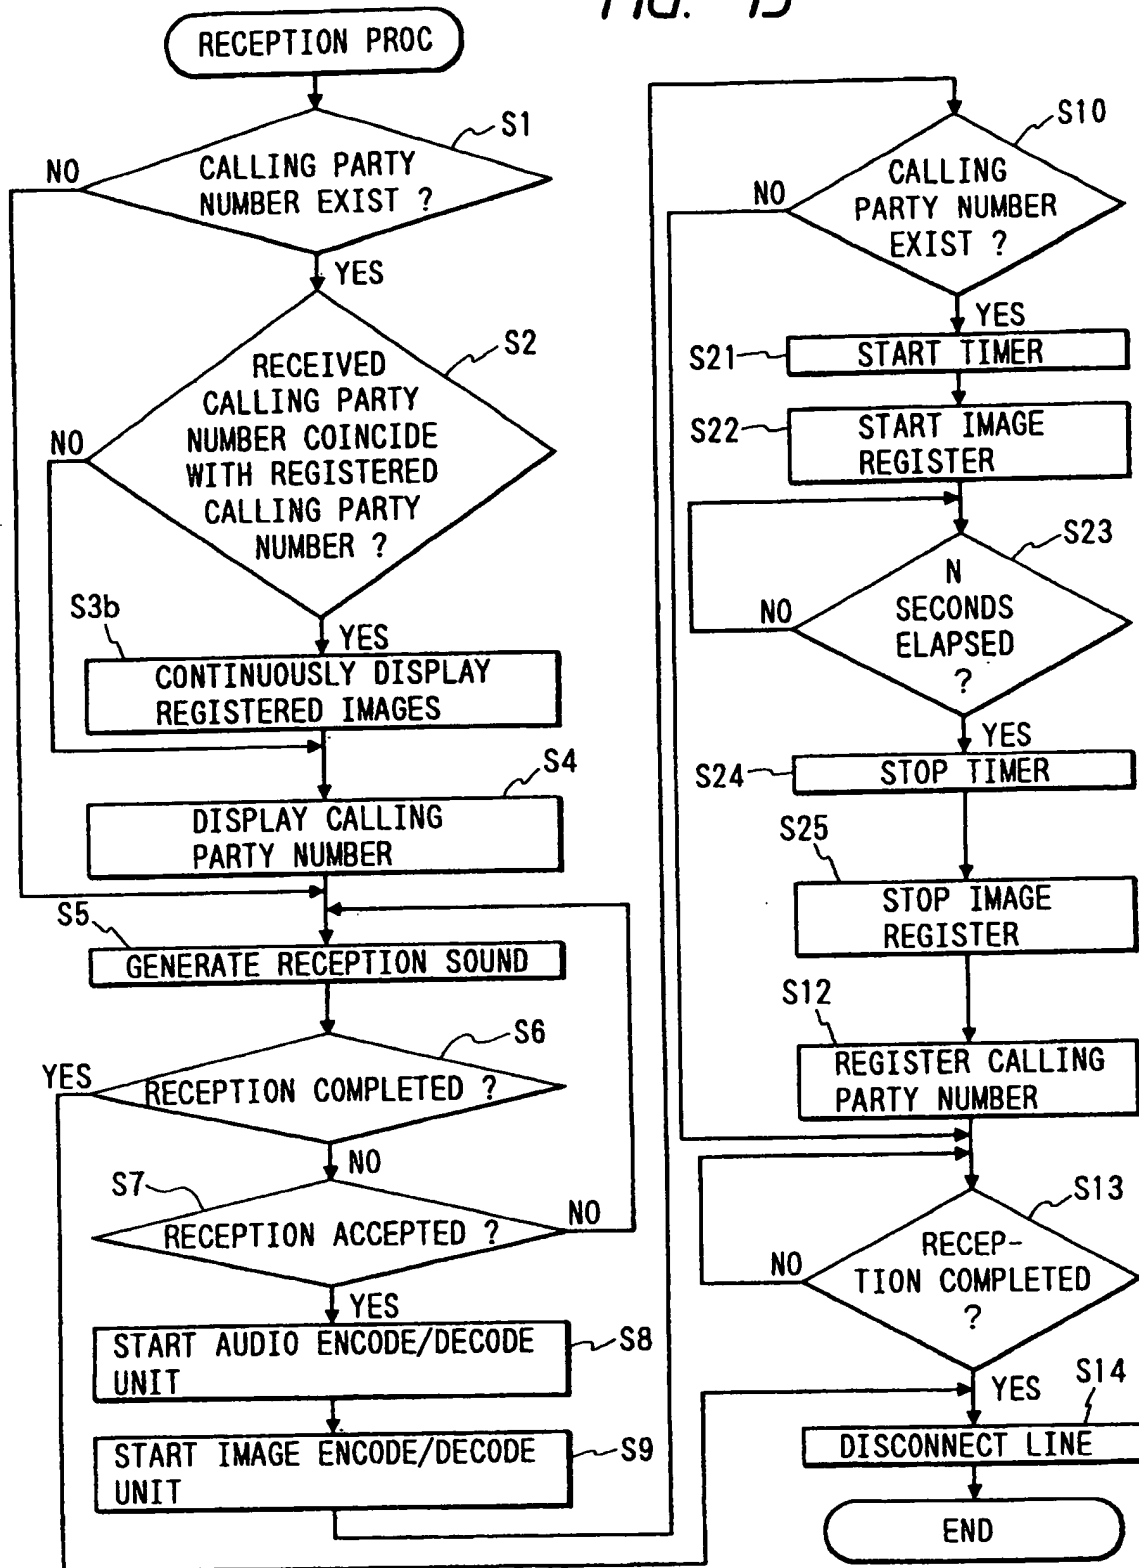 RECEPTION PROC
S1
CALLING PARTY
NUMBER EXIST ?
NO
YES
S2
RECEIVED
CALLING PARTY
NUMBER COINCIDE
WITH REGISTERED
CALLING PARTY
NUMBER ?
NO
YES
S3b
CONTINUOUSLY DISPLAY
REGISTERED IMAGES
S4
DISPLAY CALLING
PARTY NUMBER
S5
GENERATE RECEPTION SOUND
S6
YES
RECEPTION COMPLETED ?
NO
S7
RECEPTION ACCEPTED ?
NO
YES
START AUDIO ENCODE/DECODE
UNIT
S8
START IMAGE ENCODE/DECODE
UNIT
S9
S10
CALLING
PARTY NUMBER
EXIST ?
NO
YES
S21
START TIMER
S22
START IMAGE
REGISTER
S23
N
SECONDS
ELAPSED
?
NO
YES
S24
STOP TIMER
S25
STOP IMAGE
REGISTER
S12
REGISTER CALLING
PARTY NUMBER
S13
RECEP-
TION COMPLETED
?
NO
YES
S14
DISCONNECT LINE
END